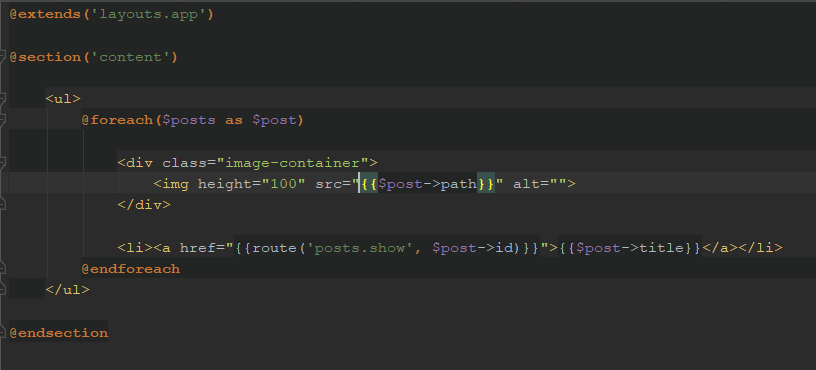 @extends('layouts.app')
@section('content')
<ul>
@foreach($posts as $post)
<div class="image-container">
<img height="100" src="{{$post->path}}" alt="">
</div>
<li><a href="{{route('posts.show', $post->id)}}">{{$post->title}}</a></li>
@endforeach
</ul>
@endsection